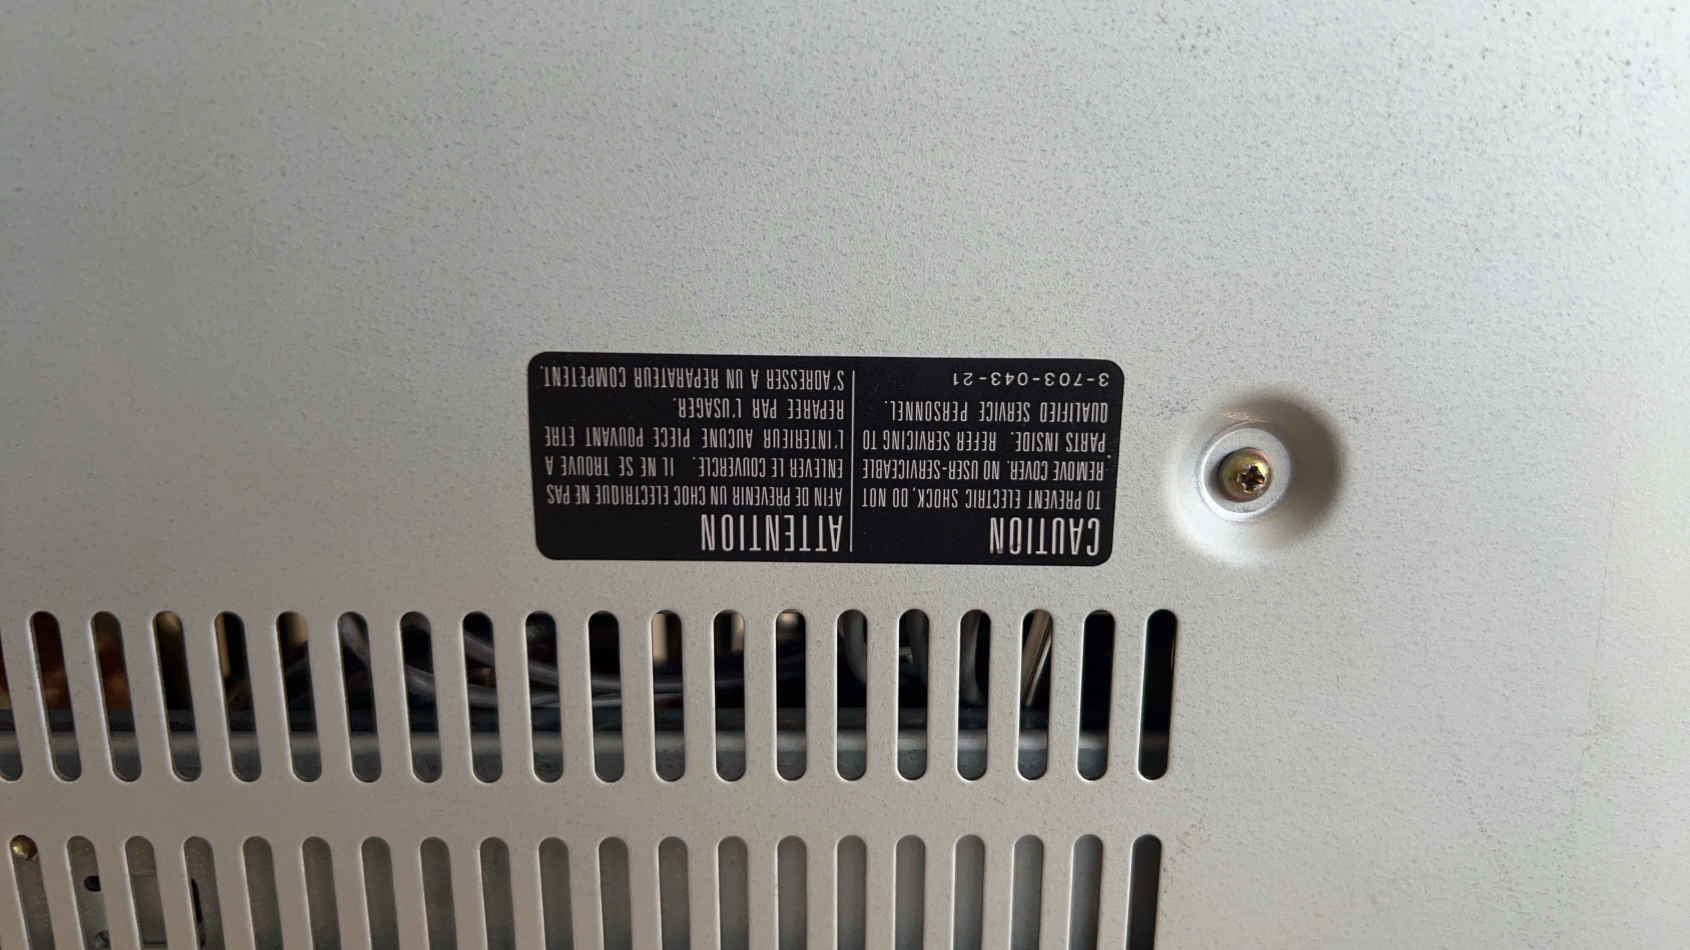 CAUTION
TO PREVENT ELECTRIC SHOCK, DO NOT
REMOVE COVER. NO USER-SERVICEABLE
PARTS INSIDE. REFER SERVICING TO
QUALIFIED SERVICE PERSONNEL.
3-703-043-21
ATTENTION
AFIN DE PREVENIR UN CHOC ELECTRIQUE NE PAS
ENLEVER LE COUVERCLE. IL NE SE TROUVE A
L'INTERIEUR AUCUNE PIECE POUVANT ETRE
REPAREE PAR L'USAGER.
S'ADRESSER A UN REPARATEUR COMPETENT.